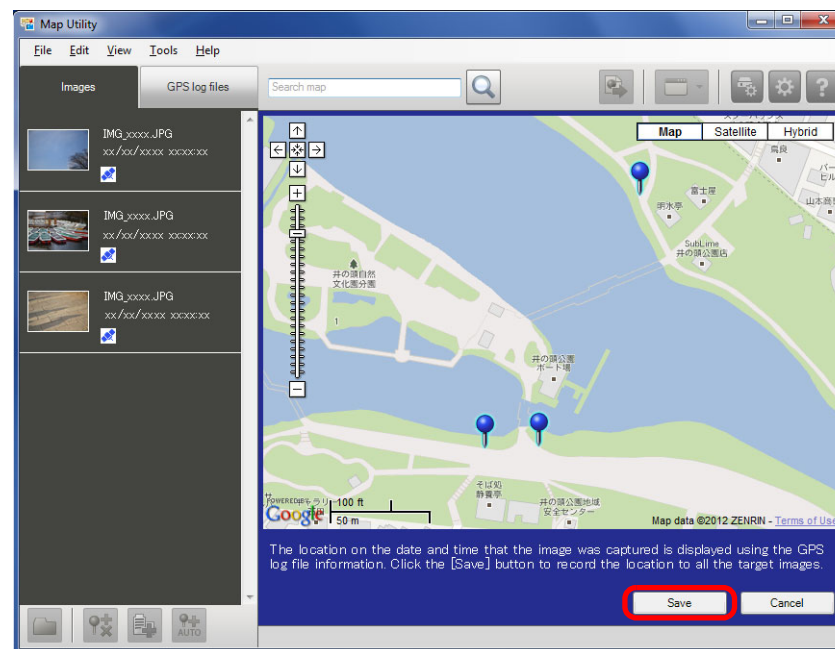 Map Utility
File Edit View Tools Help
Images
GPS log files
Search map
IMG_xxxx.JPG
xx/xx/xxxx xx:xx:xx
IMG_xxxx.JPG
xx/xx/xxxx xx:xx:xx
IMG_xxxx.JPG
xx/xx/xxxx xx:xx:xx
AUTO
Map
Satellite
Hybrid
富士屋
明水亭
山本商
SubLime
井の頭公園店
井の頭自然
文化園分園
1
井の頭公園
ボート場
そば処
井の頭公園地域
安全センター
POWERED
Google
100 ft
50 m
Map data ©2012 ZENRIN - Terms of Use
The location on the date and time that the image was captured is displayed using the GPS
log file information. Click the [Save] button to record the location to all the target images.
Save
Cancel